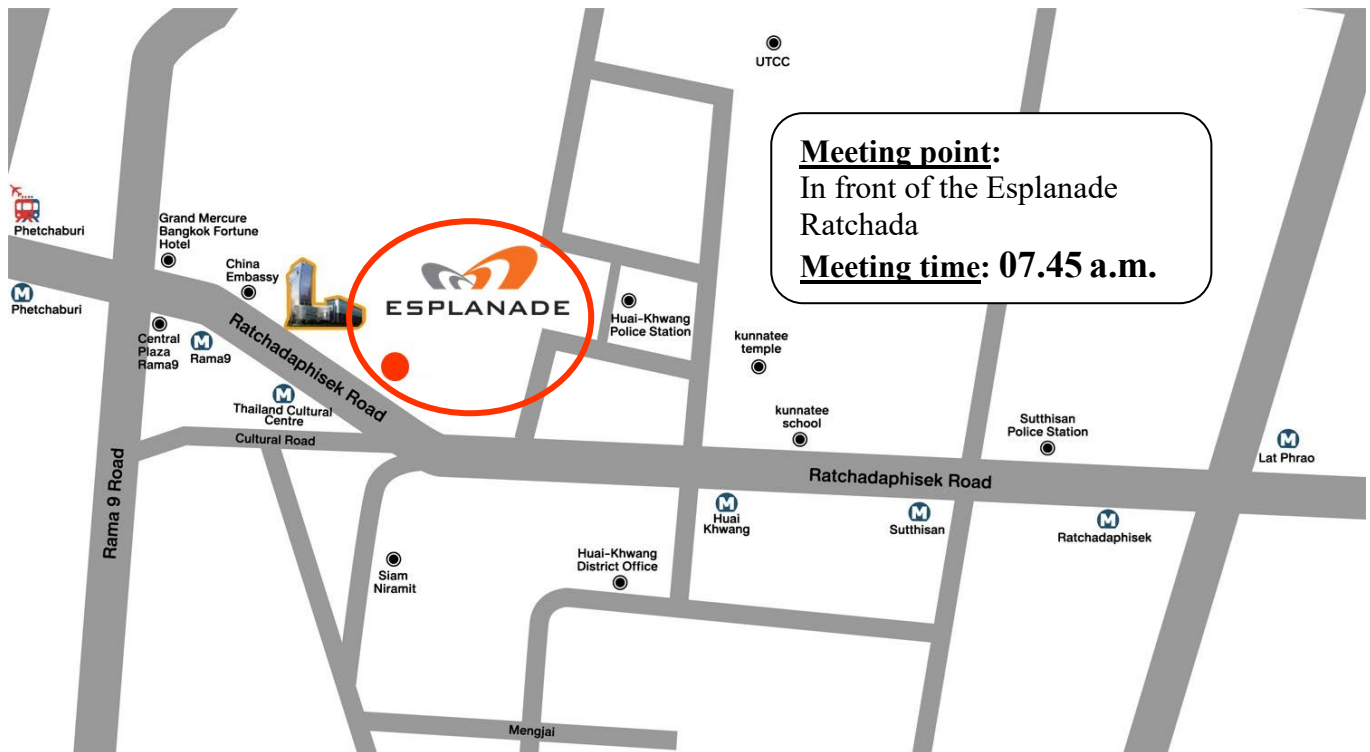 UTCC
Meeting point:
In front of the Esplanade
Ratchada
Meeting time: 07.45 a.m.
Phetchaburi
M
Phetchaburi
Grand Mercure
Bangkok Fortune
Hotel
China
Embassy
ESPLANADE
Huai-Khwang
Police Station
Central
Plaza
Rama9
M
Rama9
Ratchadaphisek Road
M
Thailand Cultural
Centre
Cultural Road
kunnatee
temple
kunnatee
school
Sutthisan
Police Station
M
Lat Phrao
Ratchadaphisek Road
Rama 9 Road
M
Huai
Khwang
M
Sutthisan
M
Ratchadaphisek
Siam
Niramit
Huai-Khwang
District Office
Mengjai